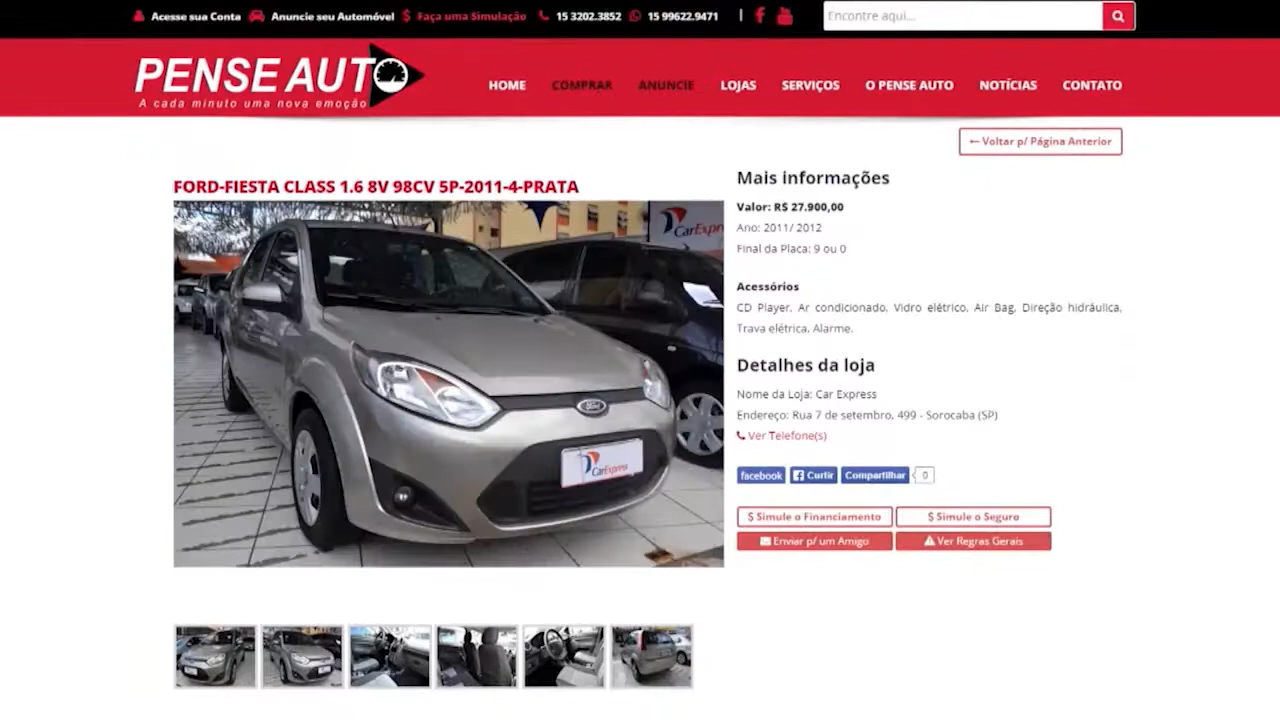 Acesse sua Conta Anuncie seu Automóvel $ Faça uma Simulação 15 3202.3852 15 99622.9471 | Encontre aqui...
PENSE AUTO
A cada minuto uma nova emoção
HOME COMPRAR ANUNCIE LOJAS SERVIÇOS O PENSE AUTO NOTÍCIAS CONTATO
← Voltar p/ Página Anterior
FORD-FIESTA CLASS 1.6 8V 98CV 5P-2011-4-PRATA
CarExpre
Ford
CarExpress
Mais informações
Valor: R$ 27.900,00
Ano: 2011/ 2012
Final da Placa: 9 ou 0
Acessórios
CD Player, Ar condicionado, Vidro elétrico, Air Bag, Direção hidráulica,
Trava elétrica, Alarme.
Detalhes da loja
Nome da Loja: Car Express
Endereço: Rua 7 de setembro, 499 - Sorocaba (SP)
Ver Telefone(s)
facebook Curtir Compartilhar 0
$ Simule o Financiamento $ Simule o Seguro
Enviar p/ um Amigo Ver Regras Gerais